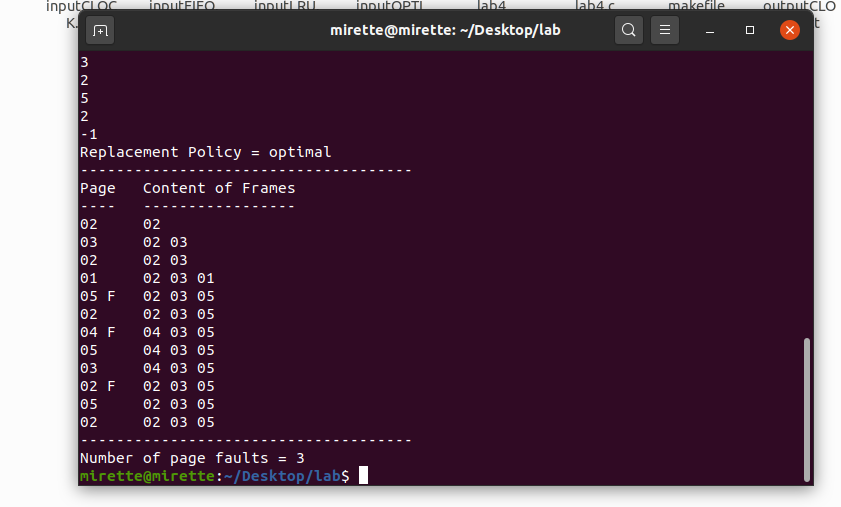 inputCLOC inputFIFO inputLRU inputOPTI lab4 lab4.c makefile outputCLO
K. t
mirette@mirette: ~/Desktop/lab
3
2
5
2
-1
Replacement Policy = optimal
-------------------------------------
Page   Content of Frames
----   -----------------
02     02
03     02 03
02     02 03
01     02 03 01
05 F   02 03 05
02     02 03 05
04 F   04 03 05
05     04 03 05
03     04 03 05
02 F   02 03 05
05     02 03 05
02     02 03 05
-------------------------------------
Number of page faults = 3
mirette@mirette:~/Desktop/lab$